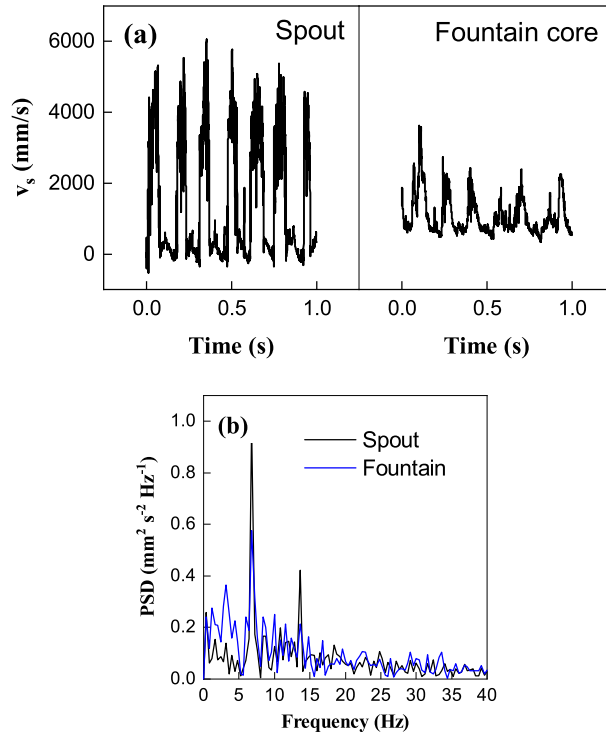 (a)
Spout
Fountain core
v_s (mm/s)
6000
4000
2000
0
0.0 0.5 1.0
0.0 0.5 1.0
Time (s)
Time (s)
(b)
Spout
Fountain
PSD (mm² s⁻² Hz⁻¹)
1.0
0.8
0.6
0.4
0.2
0.0
0 5 10 15 20 25 30 35 40
Frequency (Hz)